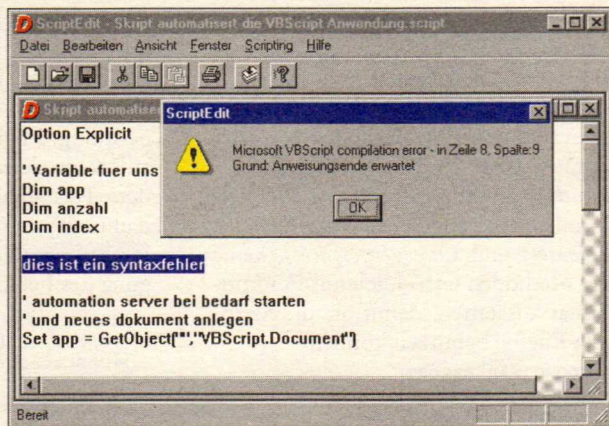 ScriptEdit - Skript automatisert die VBScript Anwendung.script
Datei Bearbeiten Ansicht Fenster Scripting Hilfe
Skript automatiser
ScriptEdit
Microsoft VBScript compilation error - in Zeile 8, Spalte:9
Grund: Anweisungsende erwartet
OK
Option Explicit
' Variable fuer uns
Dim app
Dim anzahl
Dim index
dies ist ein syntaxfehler
' automation server bei bedarf starten
' und neues dokument anlegen
Set app = GetObject("","VBScript.Document")
Bereit